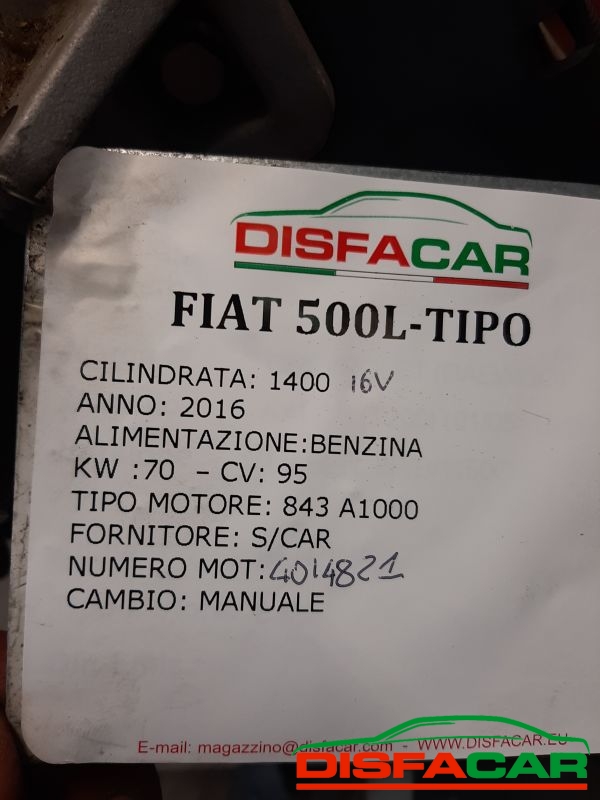 DISFACAR
FIAT 500L-TIPO
CILINDRATA: 1400 16V
ANNO: 2016
ALIMENTAZIONE:BENZINA
KW :70 – CV: 95
TIPO MOTORE: 843 A1000
FORNITORE: S/CAR
NUMERO MOT:4014821
CAMBIO: MANUALE
E-mail: magazzino@disfacar.com - WWW.DISFACAR.EU
DISFACAR